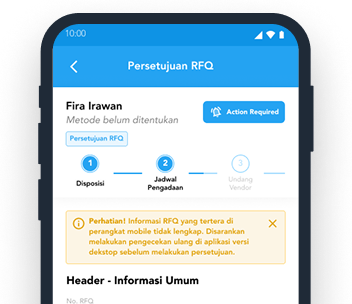 10:00
Persetujuan RFQ
Fira Irawan
Metode belum ditentukan
Action Required
Persetujuan RFQ
1
2
3
Disposisi
Jadwal
Pengadaan
Undang
Vendor
Perhatian! Informasi RFQ yang tertera di
perangkat mobile tidak lengkap. Disarankan
melakukan pengecekan ulang di aplikasi versi
dekstop sebelum melakukan persetujuan.
Header - Informasi Umum
No. RFQ